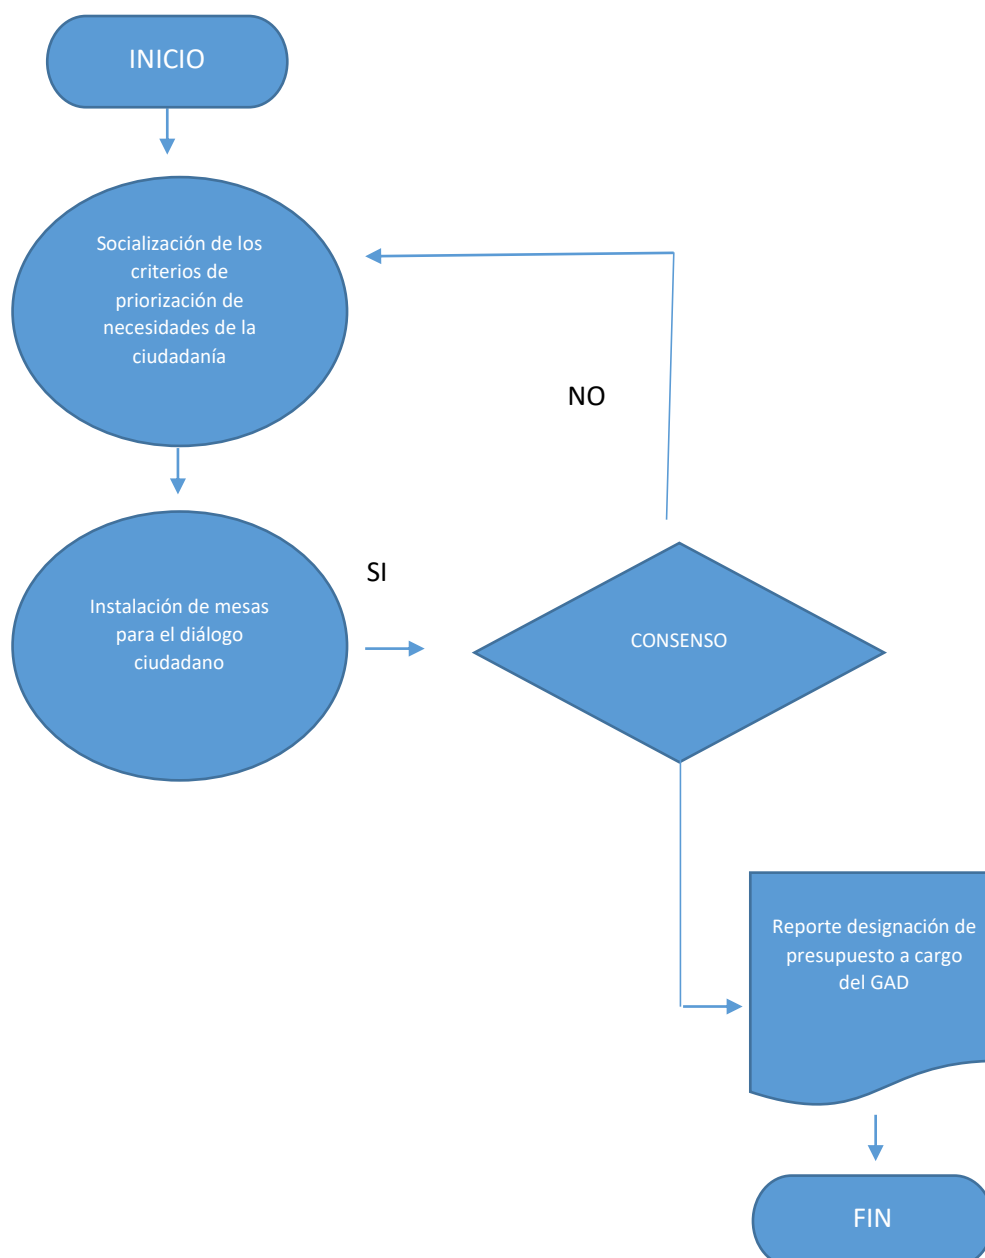 INICIO
Socialización de los
criterios de
priorización de
necesidades de la
ciudadanía
NO
SI
Instalación de mesas
para el diálogo
ciudadano
CONSENSO
Reporte designación de
presupuesto a cargo
del GAD
FIN